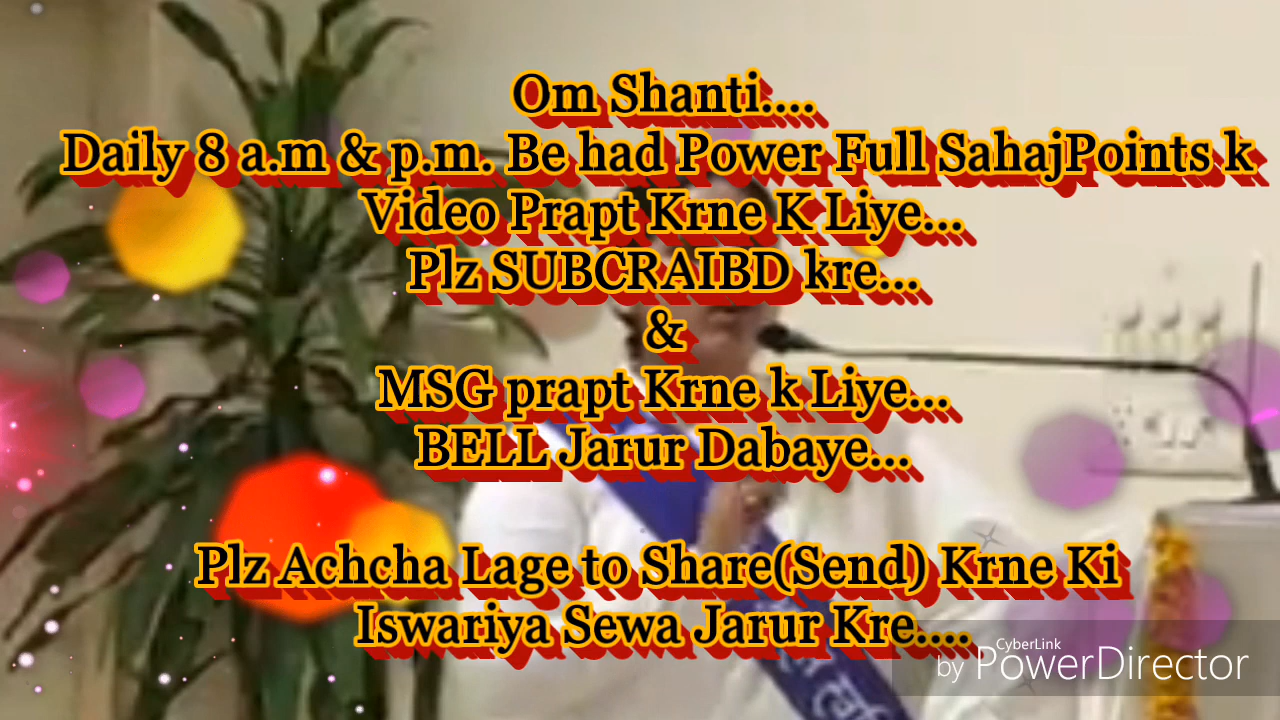 Om Shanti....
Daily 8 a.m & p.m. Be had Power Full SahajPoints k
Video Prapt Krne K Liye...
Plz SUBCRAIBD kre...
&
MSG prapt Krne k Liye...
BELL Jarur Dabaye...
Plz Achcha Lage to Share(Send) Krne Ki
Iswariya Sewa Jarur Kre....
CyberLink
by PowerDirector